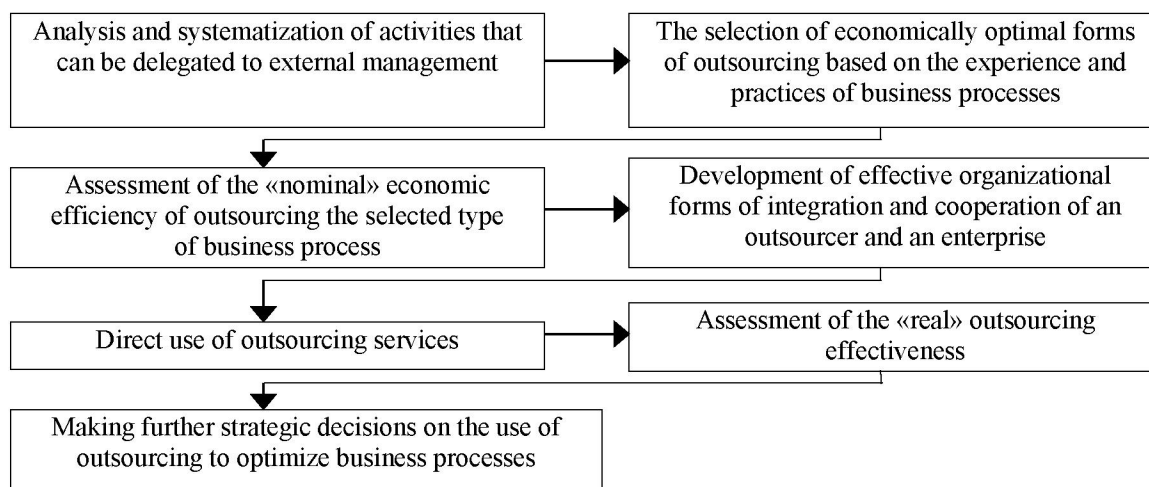 Analysis and systematization of activities that
can be delegated to external management
The selection of economically optimal forms
of outsourcing based on the experience and
practices of business processes
Assessment of the «nominal» economic
efficiency of outsourcing the selected type
of business process
Development of effective organizational
forms of integration and cooperation of an
outsourcer and an enterprise
Direct use of outsourcing services
Assessment of the «real» outsourcing
effectiveness
Making further strategic decisions on the use of
outsourcing to optimize business processes